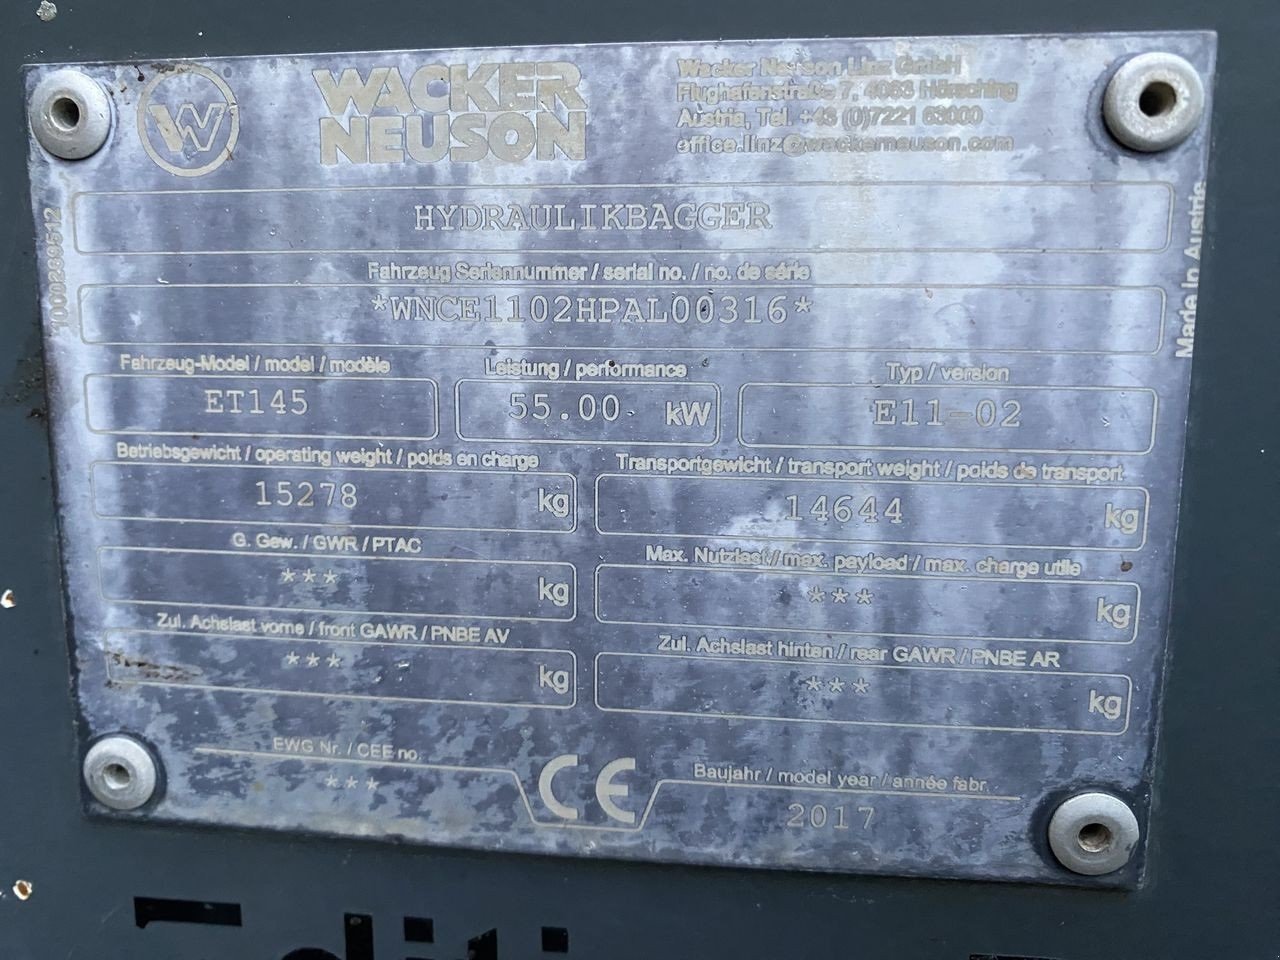 W
WACKER
NEUSON
Wacker Neuson Linz GmbH
Flughafenstraße 7, 4063 Hörsching
Austria, Tel. +43 (0)7221 63000
office.linz@wackerneuson.com
HYDRAULIKBAGGER
Fahrzeug Seriennummer / serial no. / no. de série
*WNCE1102HPAL00316*
Fahrzeug-Model / model / modèle
Leistung / performance
Typ / version
ET145
55.00 kW
E11-02
Betriebsgewicht / operating weight / poids en charge
Transportgewicht / transport weight / poids de transport
15278 kg
14644 kg
G. Gew. / GWR / PTAC
Max. Nutzlast / max. payload / max. charge utile
*** kg
*** kg
Zul. Achslast vorne / front GAWR / PNBE AV
Zul. Achslast hinten / rear GAWR / PNBE AR
*** kg
*** kg
EWG Nr. / CEE no.
***
CE
Baujahr / model year / année fabr.
2017
Made in Austria